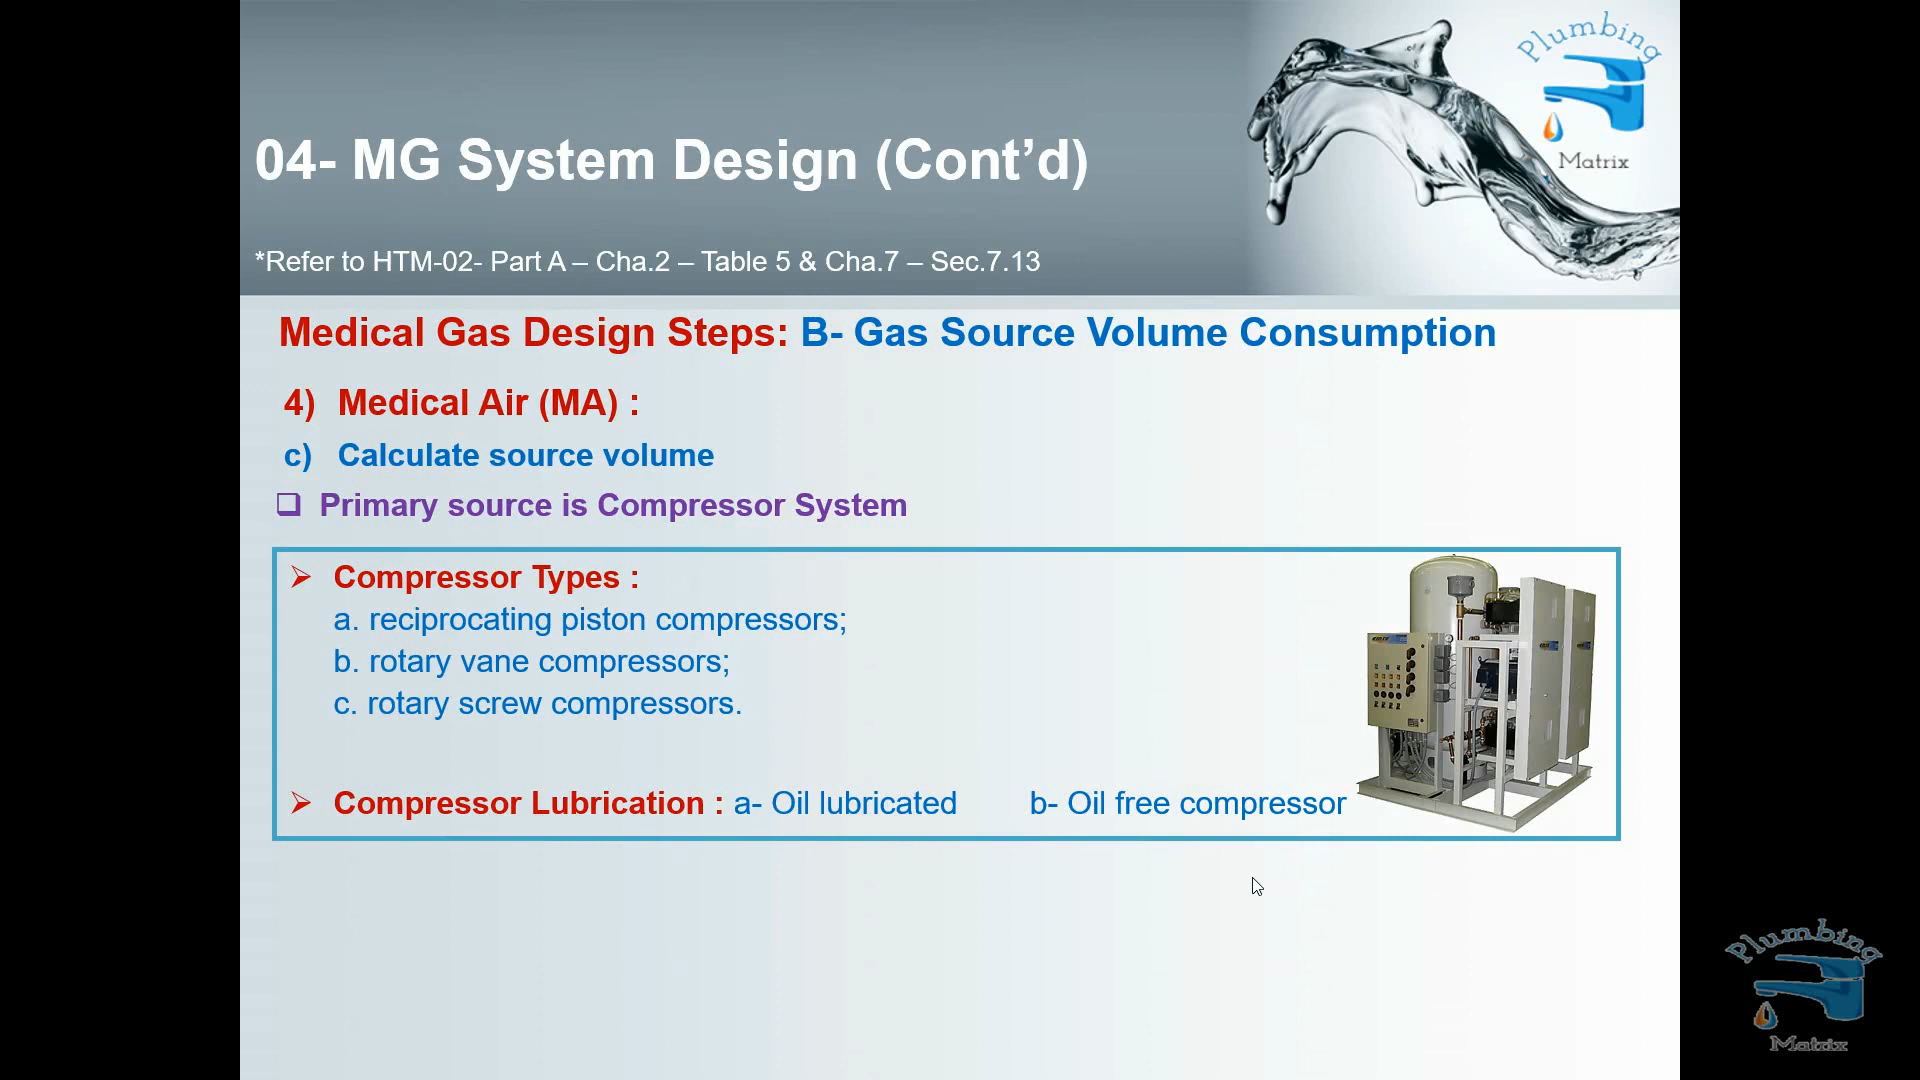 Plumbing
Matrix
04- MG System Design (Cont’d)
*Refer to HTM-02- Part A – Cha.2 – Table 5 & Cha.7 – Sec.7.13
Medical Gas Design Steps: B- Gas Source Volume Consumption
4) Medical Air (MA) :
c) Calculate source volume
❑ Primary source is Compressor System
➢ Compressor Types :
a. reciprocating piston compressors;
b. rotary vane compressors;
c. rotary screw compressors.
➢ Compressor Lubrication : a- Oil lubricated b- Oil free compressor
Plumbing
Matrix